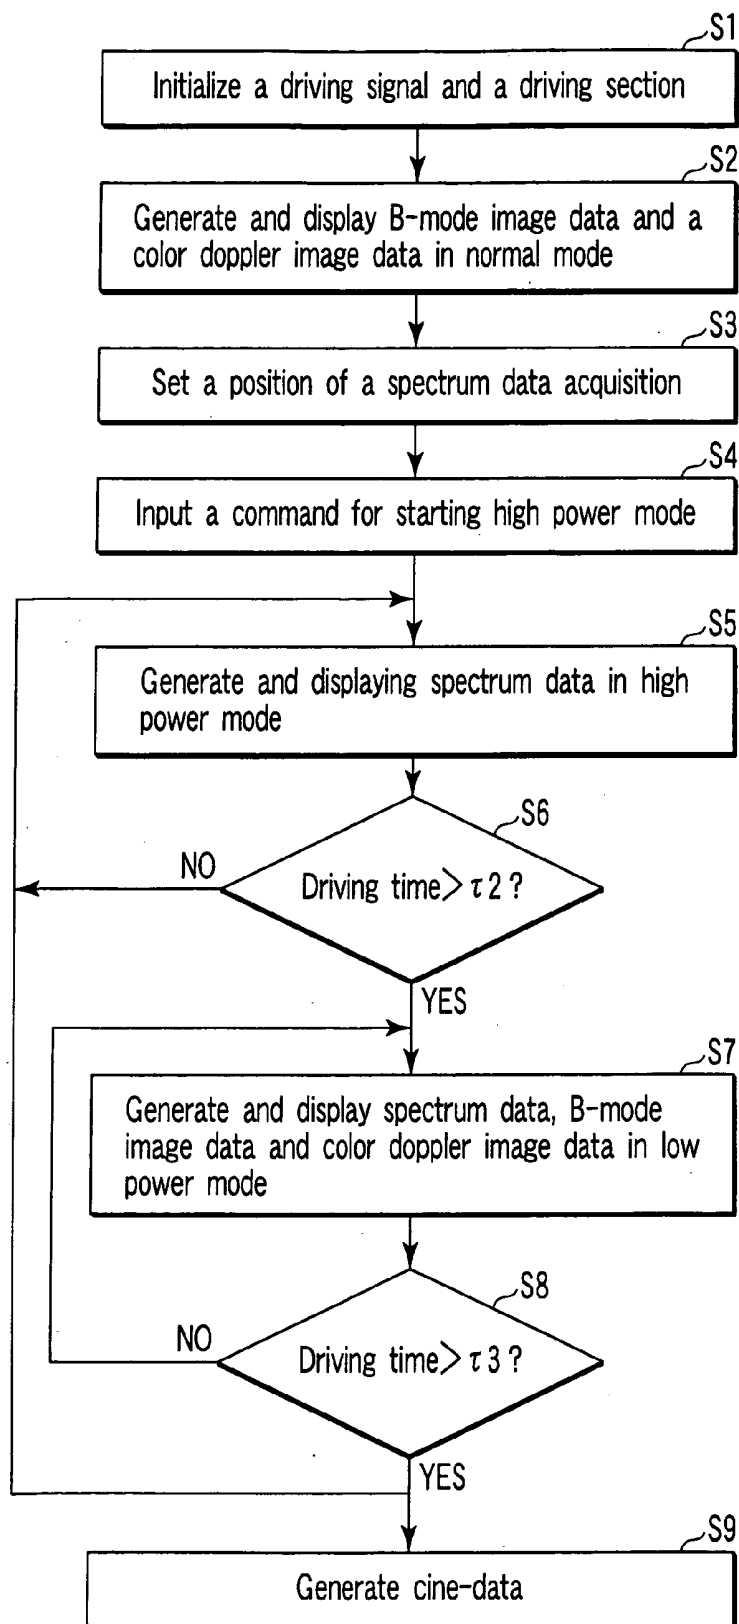 S1
Initialize a driving signal and a driving section
S2
Generate and display B-mode image data and a
color doppler image data in normal mode
S3
Set a position of a spectrum data acquisition
S4
Input a command for starting high power mode
S5
Generate and displaying spectrum data in high
power mode
S6
NO
Driving time> τ2?
YES
S7
Generate and display spectrum data, B-mode
image data and color doppler image data in low
power mode
S8
NO
Driving time> τ3?
YES
S9
Generate cine-data